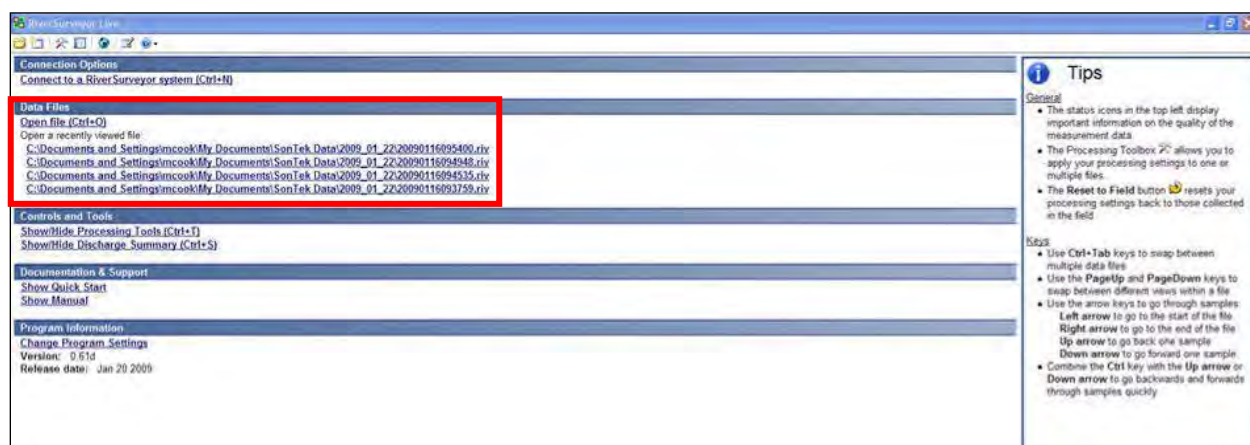 RiverSurveyor Live
Connection Options
Connect to a RiverSurveyor system (Ctrl+N)
Data Files
Open file (Ctrl+O)
Open a recently viewed file
C:\Documents and Settings\mcook\My Documents\SonTek Data\2009_01_22\20090116095400.riv
C:\Documents and Settings\mcook\My Documents\SonTek Data\2009_01_22\20090116094948.riv
C:\Documents and Settings\mcook\My Documents\SonTek Data\2009_01_22\20090116094535.riv
C:\Documents and Settings\mcook\My Documents\SonTek Data\2009_01_22\20090116093759.riv
Controls and Tools
Show/Hide Processing Tools (Ctrl+T)
Show/Hide Discharge Summary (Ctrl+S)
Documentation & Support
Show Quick Start
Show Manual
Program Information
Change Program Settings
Version: 0.61d
Release date: Jan 20 2009
Tips
General
The status icons in the top left display
important information on the quality of the
measurement data
The Processing Toolbox allows you to
apply your processing settings to one or
multiple files.
The Reset to Field button resets your
processing settings back to those collected
in the field
Keys
Use Ctrl+Tab keys to swap between
multiple data files
Use the PageUp and PageDown keys to
swap between different views within a file
Use the arrow keys to go through samples:
Left arrow to go to the start of the file
Right arrow to go to the end of the file
Up arrow to go back one sample
Down arrow to go forward one sample
Combine the Ctrl key with the Up arrow or
Down arrow to go backwards and forwards
through samples quickly